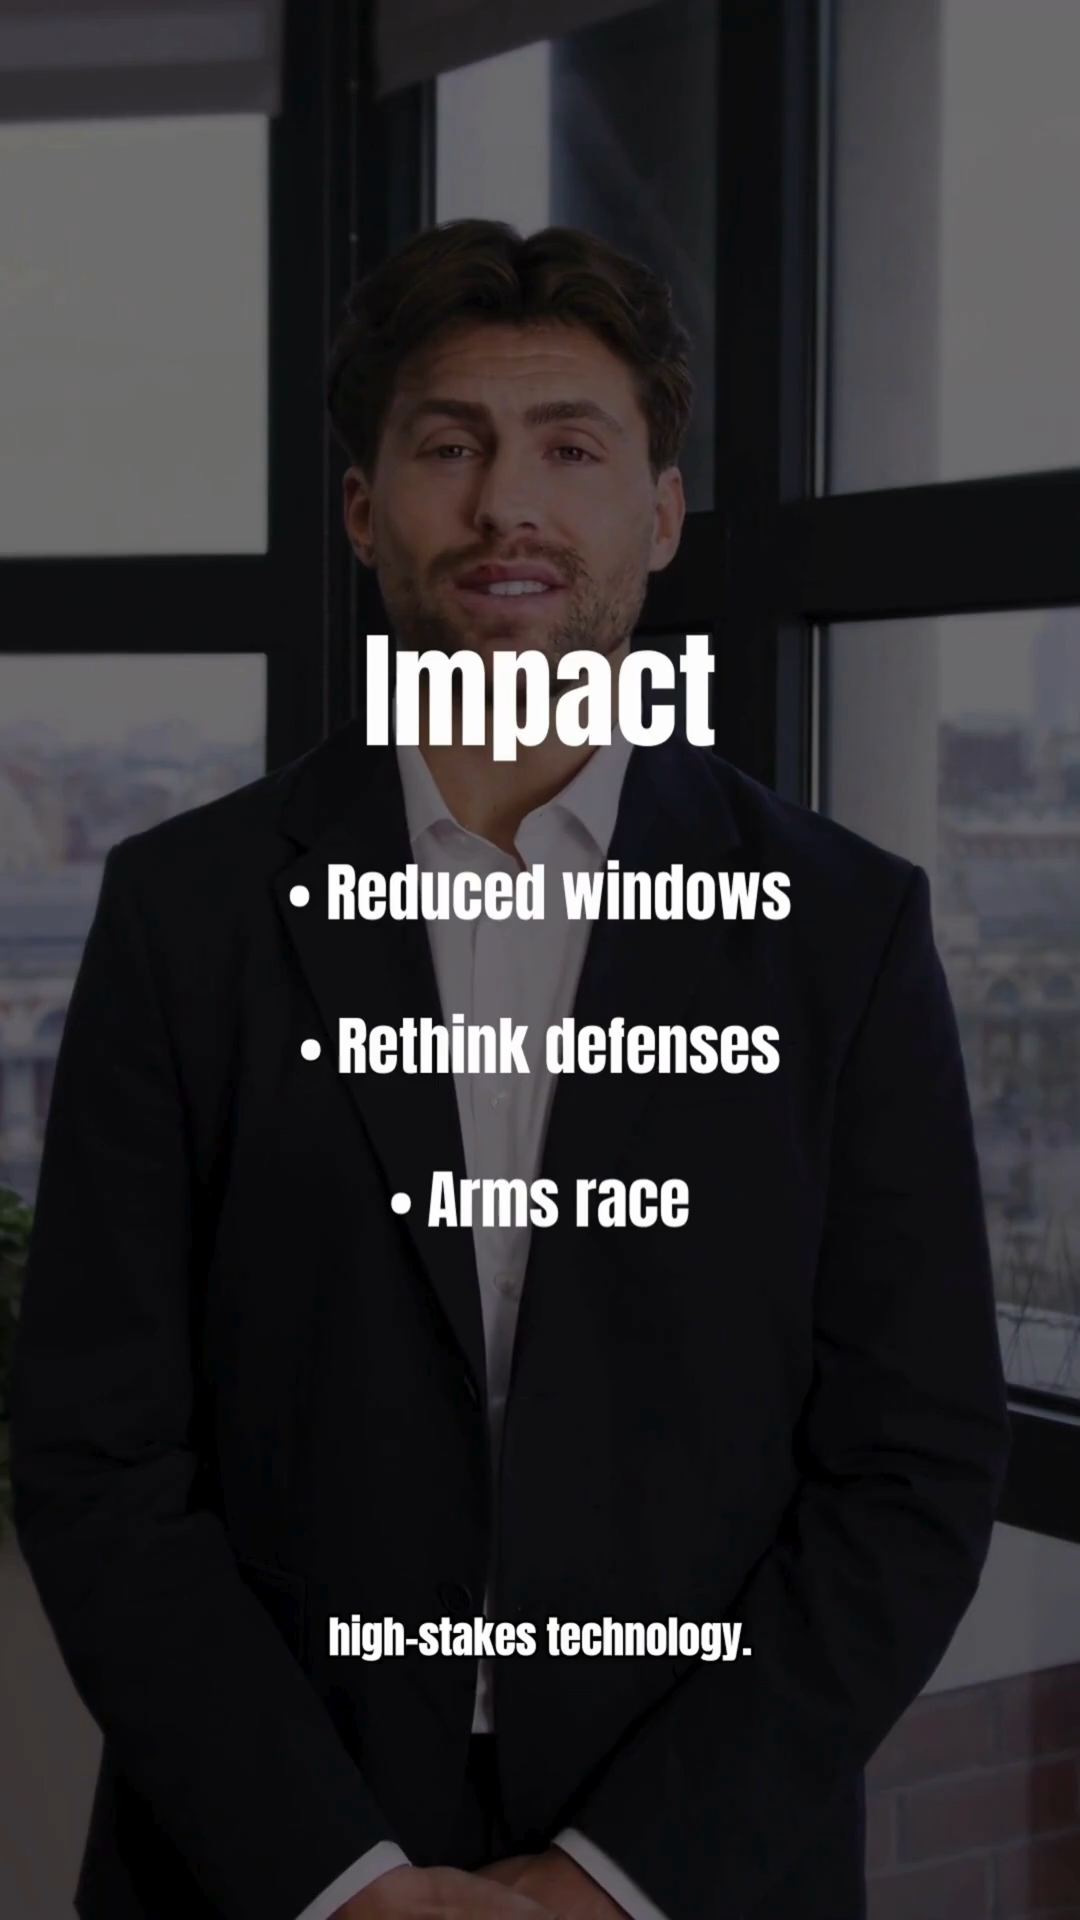 Impact
• Reduced windows
• Rethink defenses
• Arms race
high-stakes technology.